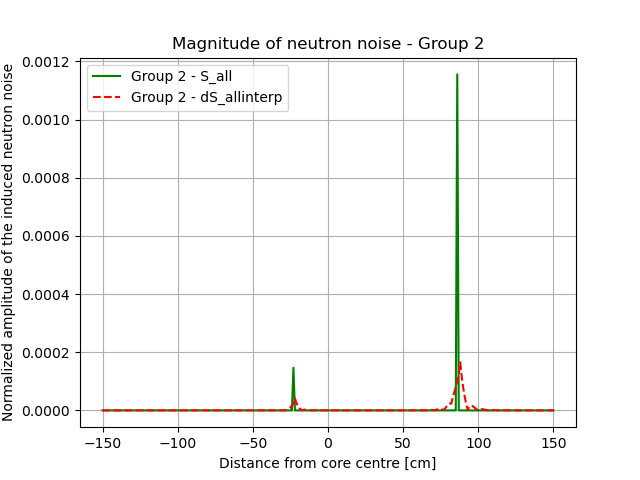 Magnitude of neutron noise - Group 2
Normalized amplitude of the induced neutron noise
0.0012
0.0010
0.0008
0.0006
0.0004
0.0002
0.0000
Group 2 - S_all
Group 2 - dS_allinterp
−150
−100
−50
0
50
100
150
Distance from core centre [cm]